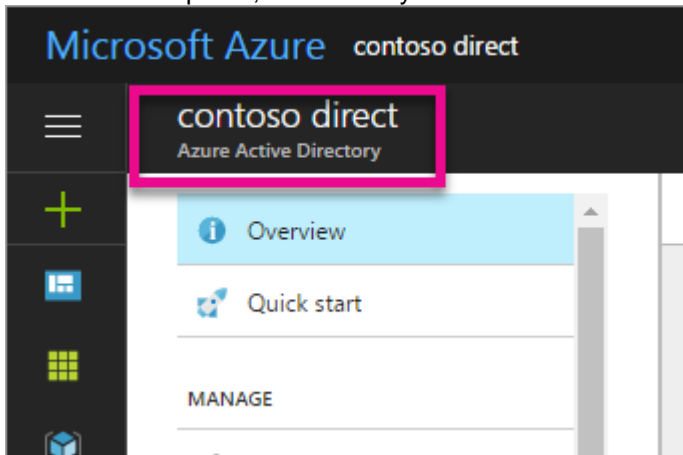 Microsoft Azure contoso direct
contoso direct
Azure Active Directory
Overview
Quick start
MANAGE